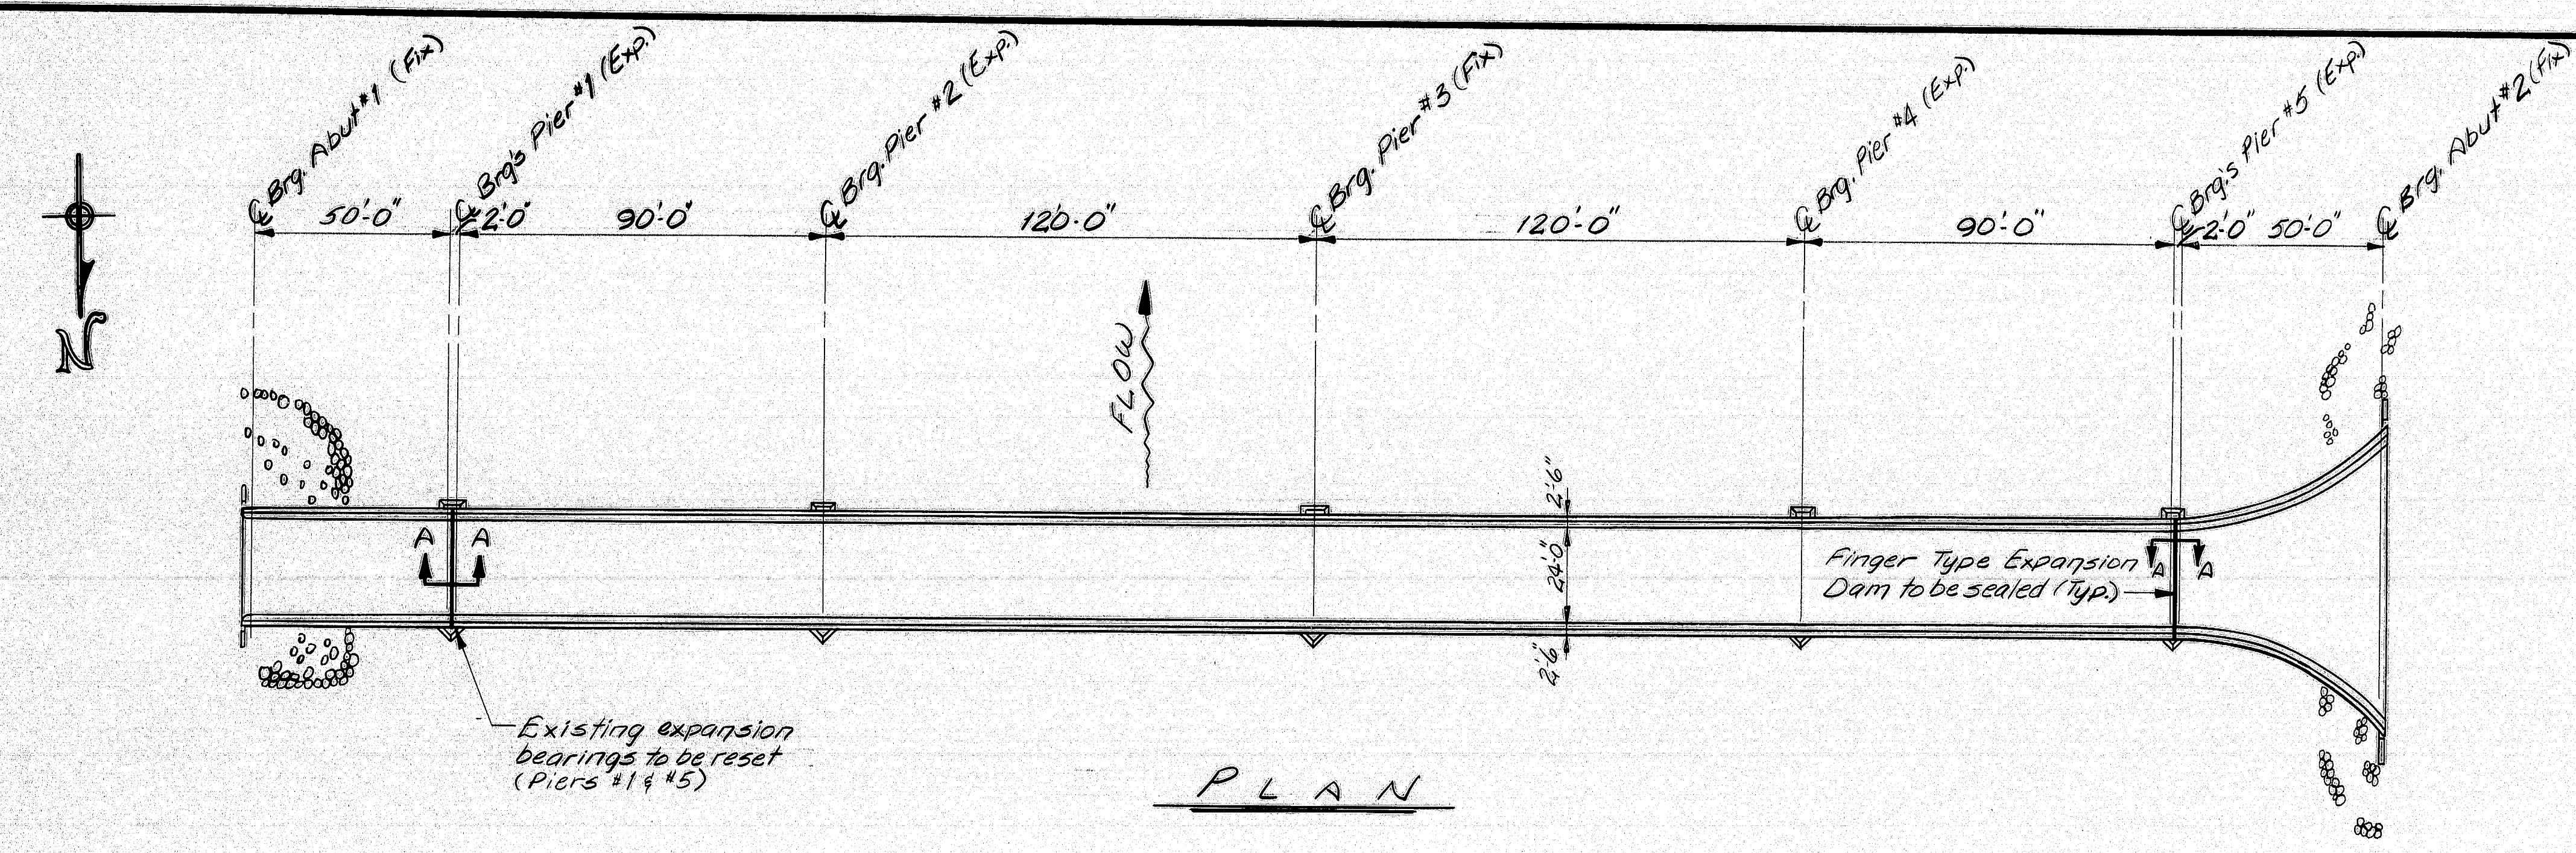 ℄ Brg. Abut #1 (Fix)
℄ Brg's Pier #1 (Exp.)
℄ Brg. Pier #2 (Exp.)
℄ Brg. Pier #3 (Fix)
℄ Brg. Pier #4 (Exp.)
℄ Brg.'s Pier #5 (Exp.)
℄ Brg. Abut #2 (Fix)
50'-0"
2'-0"
90'-0"
120'-0"
120'-0"
90'-0"
2'-0"
50'-0"
N
FLOW
2'-6"
24'-0"
2'-6"
A A
Finger Type Expansion
Dam to be sealed (Typ.)
A A
Existing expansion
bearings to be reset
(Piers #1 & #5)
PLAN